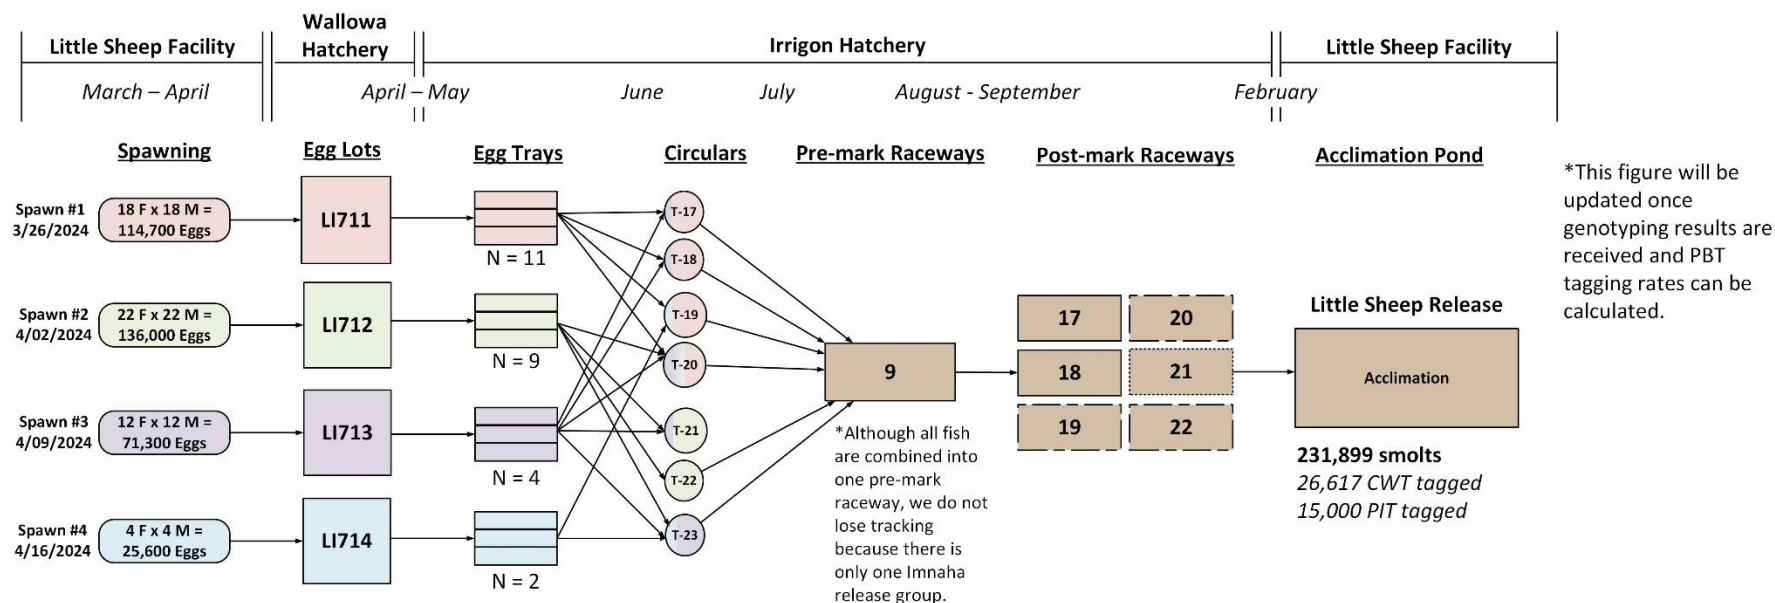 Little Sheep Facility
Wallowa
Hatchery
Irrigon Hatchery
Little Sheep Facility
March – April
April – May
June
July
August - September
February
Spawning
Egg Lots
Egg Trays
Circulars
Pre-mark Raceways
Post-mark Raceways
Acclimation Pond
Spawn #1
3/26/2024
18 F x 18 M =
114,700 Eggs
LI711
N = 11
Spawn #2
4/02/2024
22 F x 22 M =
136,000 Eggs
LI712
N = 9
Spawn #3
4/09/2024
12 F x 12 M =
71,300 Eggs
LI713
N = 4
Spawn #4
4/16/2024
4 F x 4 M =
25,600 Eggs
LI714
N = 2
T-17
T-18
T-19
T-20
T-21
T-22
T-23
9
*Although all fish
are combined into
one pre-mark
raceway, we do not
lose tracking
because there is
only one Imnaha
release group.
17
20
18
21
19
22
Little Sheep Release
Acclimation
231,899 smolts
26,617 CWT tagged
15,000 PIT tagged
*This figure will be
updated once
genotyping results are
received and PBT
tagging rates can be
calculated.